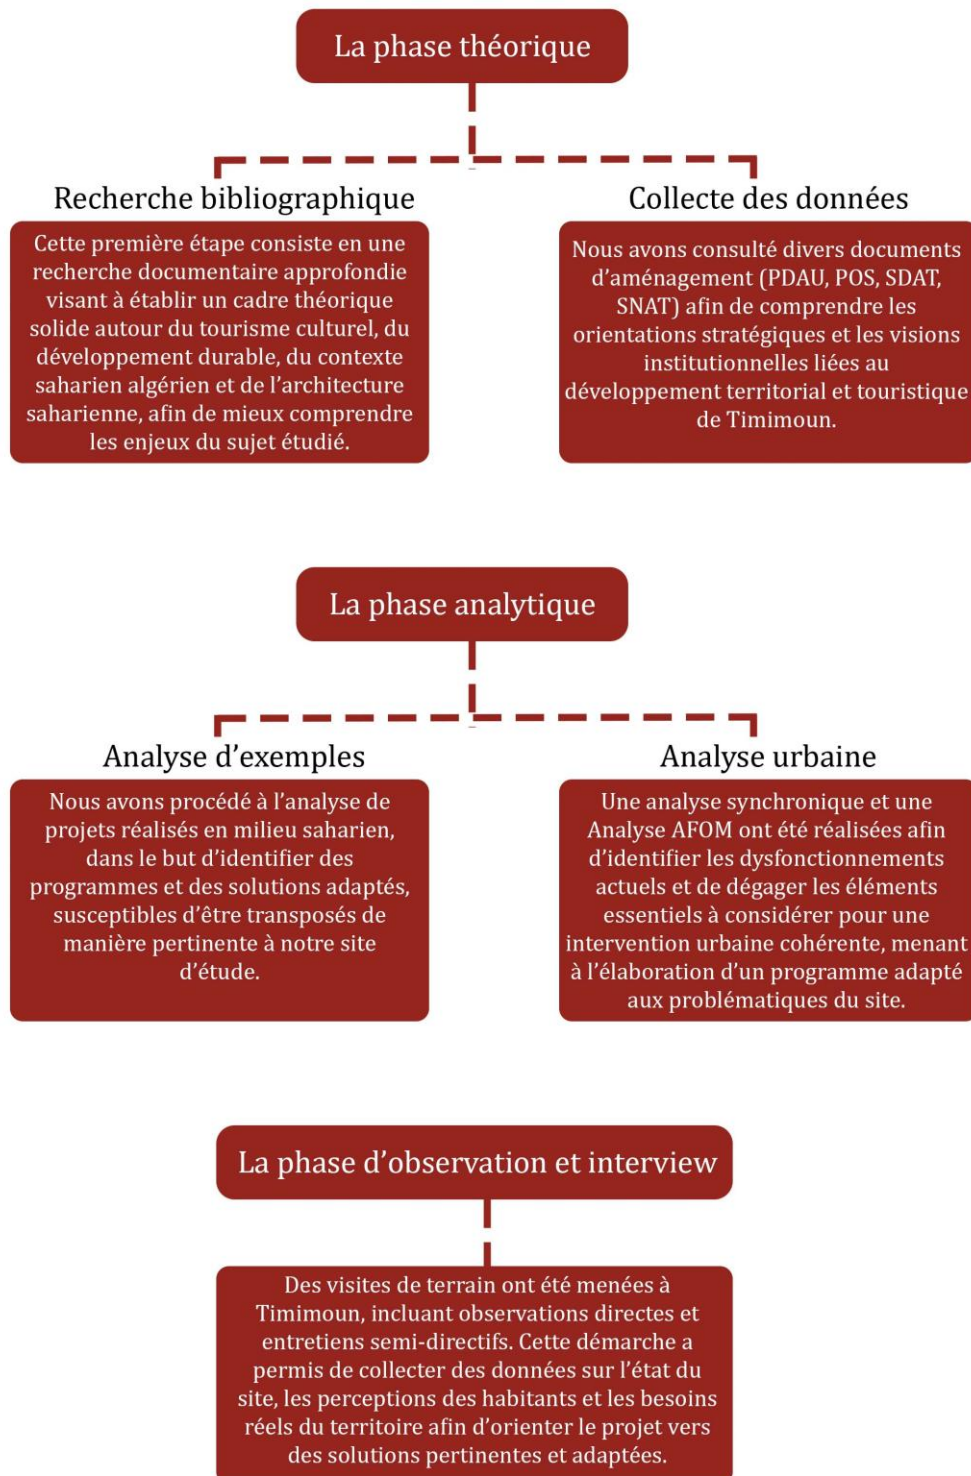 La phase théorique
Recherche bibliographique
Cette première étape consiste en une
recherche documentaire approfondie
visant à établir un cadre théorique
solide autour du tourisme culturel, du
développement durable, du contexte
saharien algérien et de l’architecture
saharienne, afin de mieux comprendre
les enjeux du sujet étudié.
Collecte des données
Nous avons consulté divers documents
d’aménagement (PDAU, POS, SDAT,
SNAT) afin de comprendre les
orientations stratégiques et les visions
institutionnelles liées au
développement territorial et touristique
de Timimoun.
La phase analytique
Analyse d’exemples
Nous avons procédé à l’analyse de
projets réalisés en milieu saharien,
dans le but d’identifier des
programmes et des solutions adaptés,
susceptibles d’être transposés de
manière pertinente à notre site
d’étude.
Analyse urbaine
Une analyse synchronique et une
Analyse AFOM ont été réalisées afin
d’identifier les dysfonctionnements
actuels et de dégager les éléments
essentiels à considérer pour une
intervention urbaine cohérente, menant
à l’élaboration d’un programme adapté
aux problématiques du site.
La phase d’observation et interview
Des visites de terrain ont été menées à
Timimoun, incluant observations directes et
entretiens semi-directifs. Cette démarche a
permis de collecter des données sur l’état du
site, les perceptions des habitants et les besoins
réels du territoire afin d’orienter le projet vers
des solutions pertinentes et adaptées.